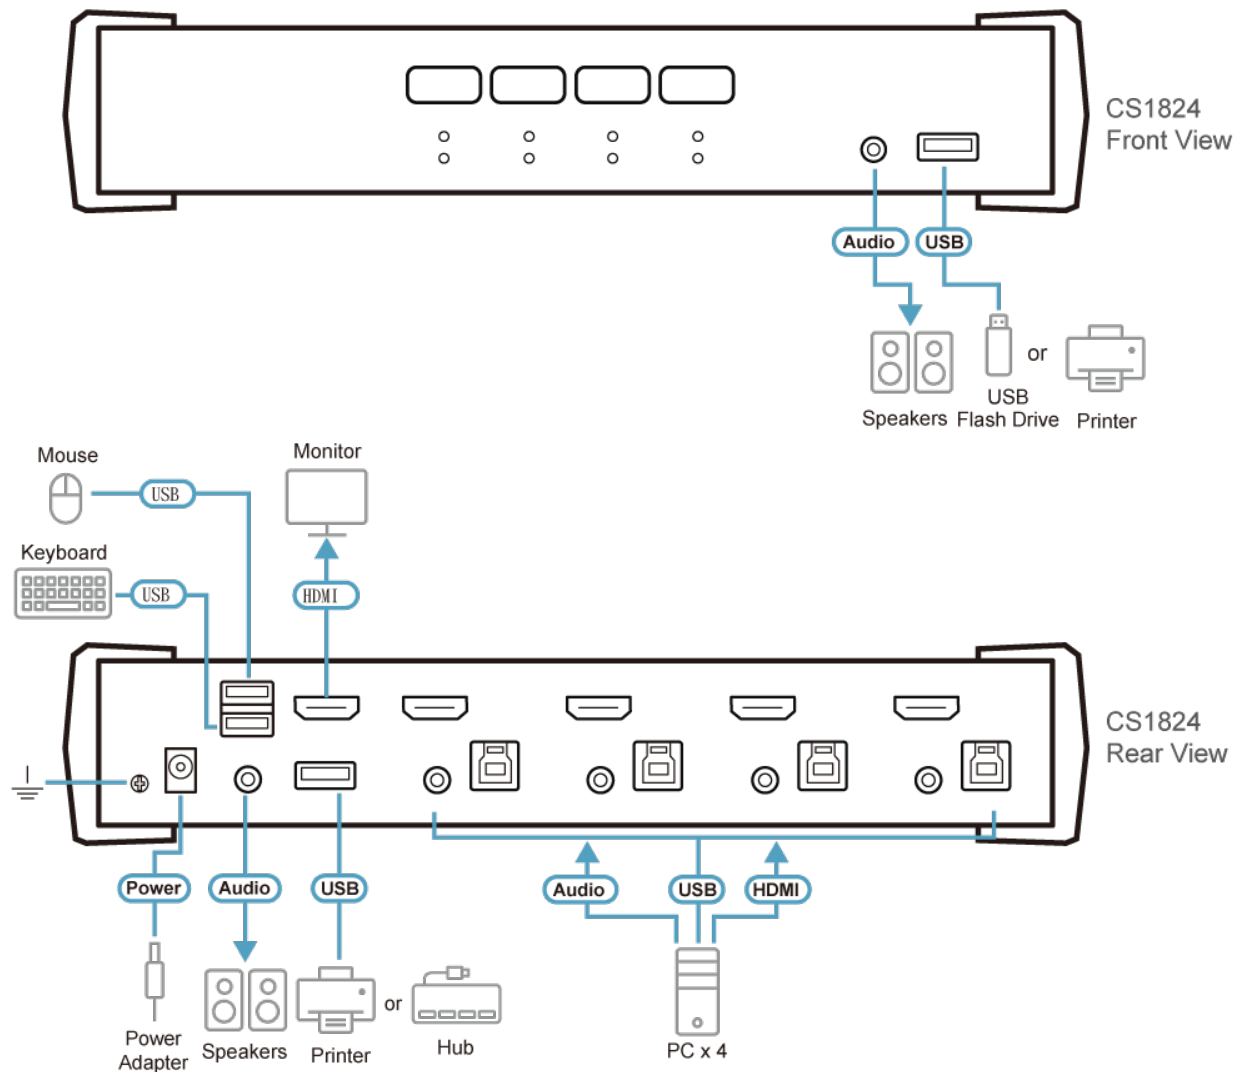 CS1824
Front View
Audio
USB
or
Speakers
USB
Flash Drive
Printer
Mouse
USB
Monitor
Keyboard
USB
HDMI
CS1824
Rear View
Power
Audio
USB
Audio
USB
HDMI
or
Power
Adapter
Speakers
Printer
Hub
PC x 4